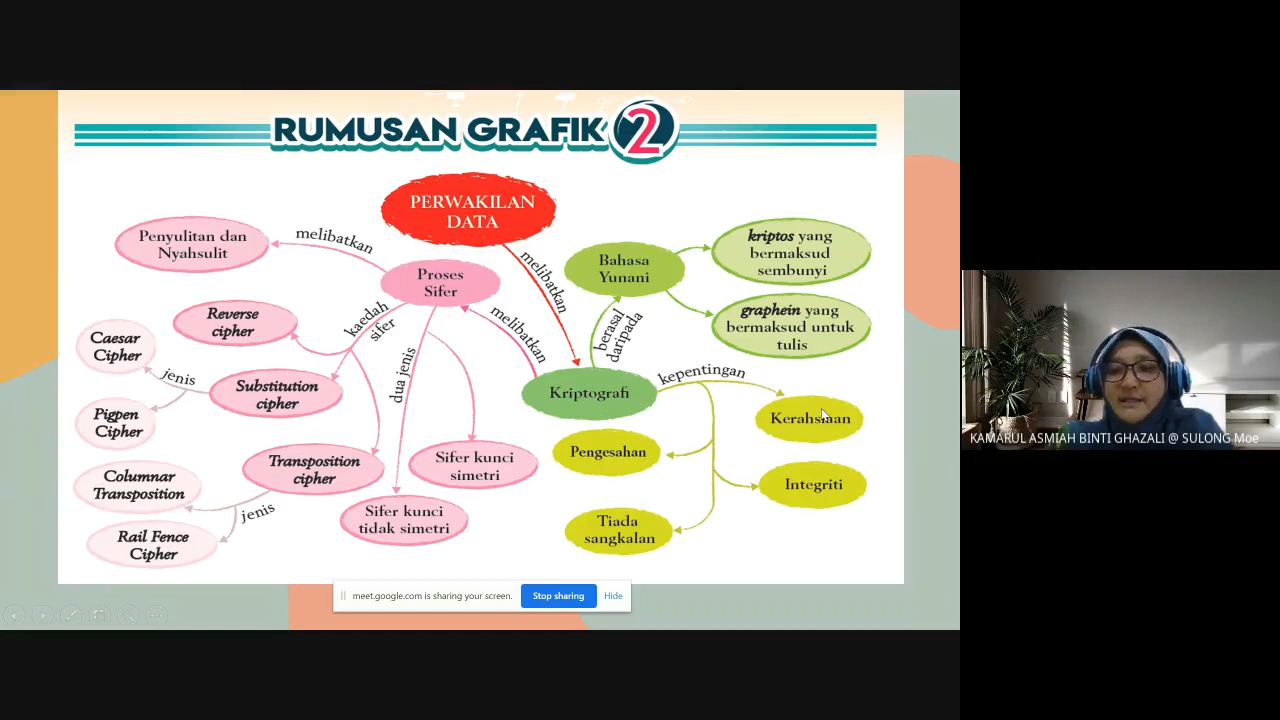 RUMUSAN GRAFIK 2
PERWAKILAN
DATA
melibatkan
Penyulitan dan
Nyahsulit
melibatkan
Proses
Sifer
melibatkan
Bahasa
Yunani
kriptos yang
bermaksud
sembunyi
graphein yang
bermaksud untuk
tulis
berasal
daripada
Kriptografi
kepentingan
Kerahsiaan
Pengesahan
Integriti
Tiada
sangkalan
kaedah
sifer
Reverse
cipher
Substitution
cipher
jenis
Caesar
Cipher
Pigpen
Cipher
Transposition
cipher
jenis
Columnar
Transposition
Rail Fence
Cipher
dua jenis
Sifer kunci
simetri
Sifer kunci
tidak simetri
meet.google.com is sharing your screen.
Stop sharing
Hide
KAMARUL ASMIAH BINTI GHAZALI @ SULONG Moe